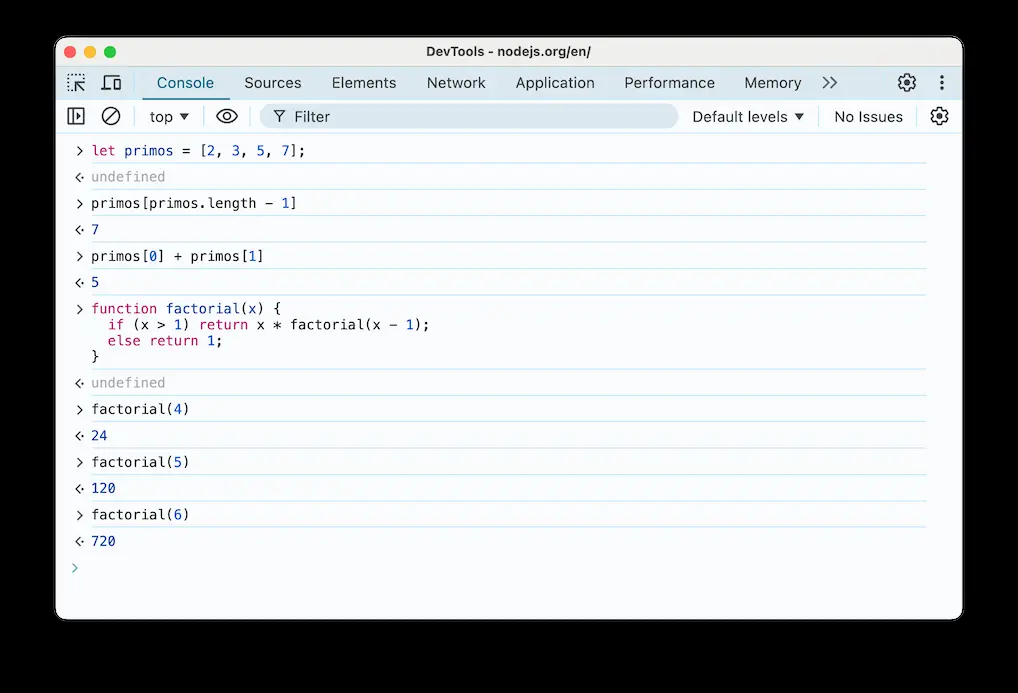 DevTools - nodejs.org/en/
Console Sources Elements Network Application Performance Memory
top Filter Default levels No Issues
> let primos = [2, 3, 5, 7];
undefined
> primos[primos.length - 1]
7
> primos[0] + primos[1]
5
> function factorial(x) {
if (x > 1) return x * factorial(x - 1);
else return 1;
}
undefined
> factorial(4)
24
> factorial(5)
120
> factorial(6)
720
>